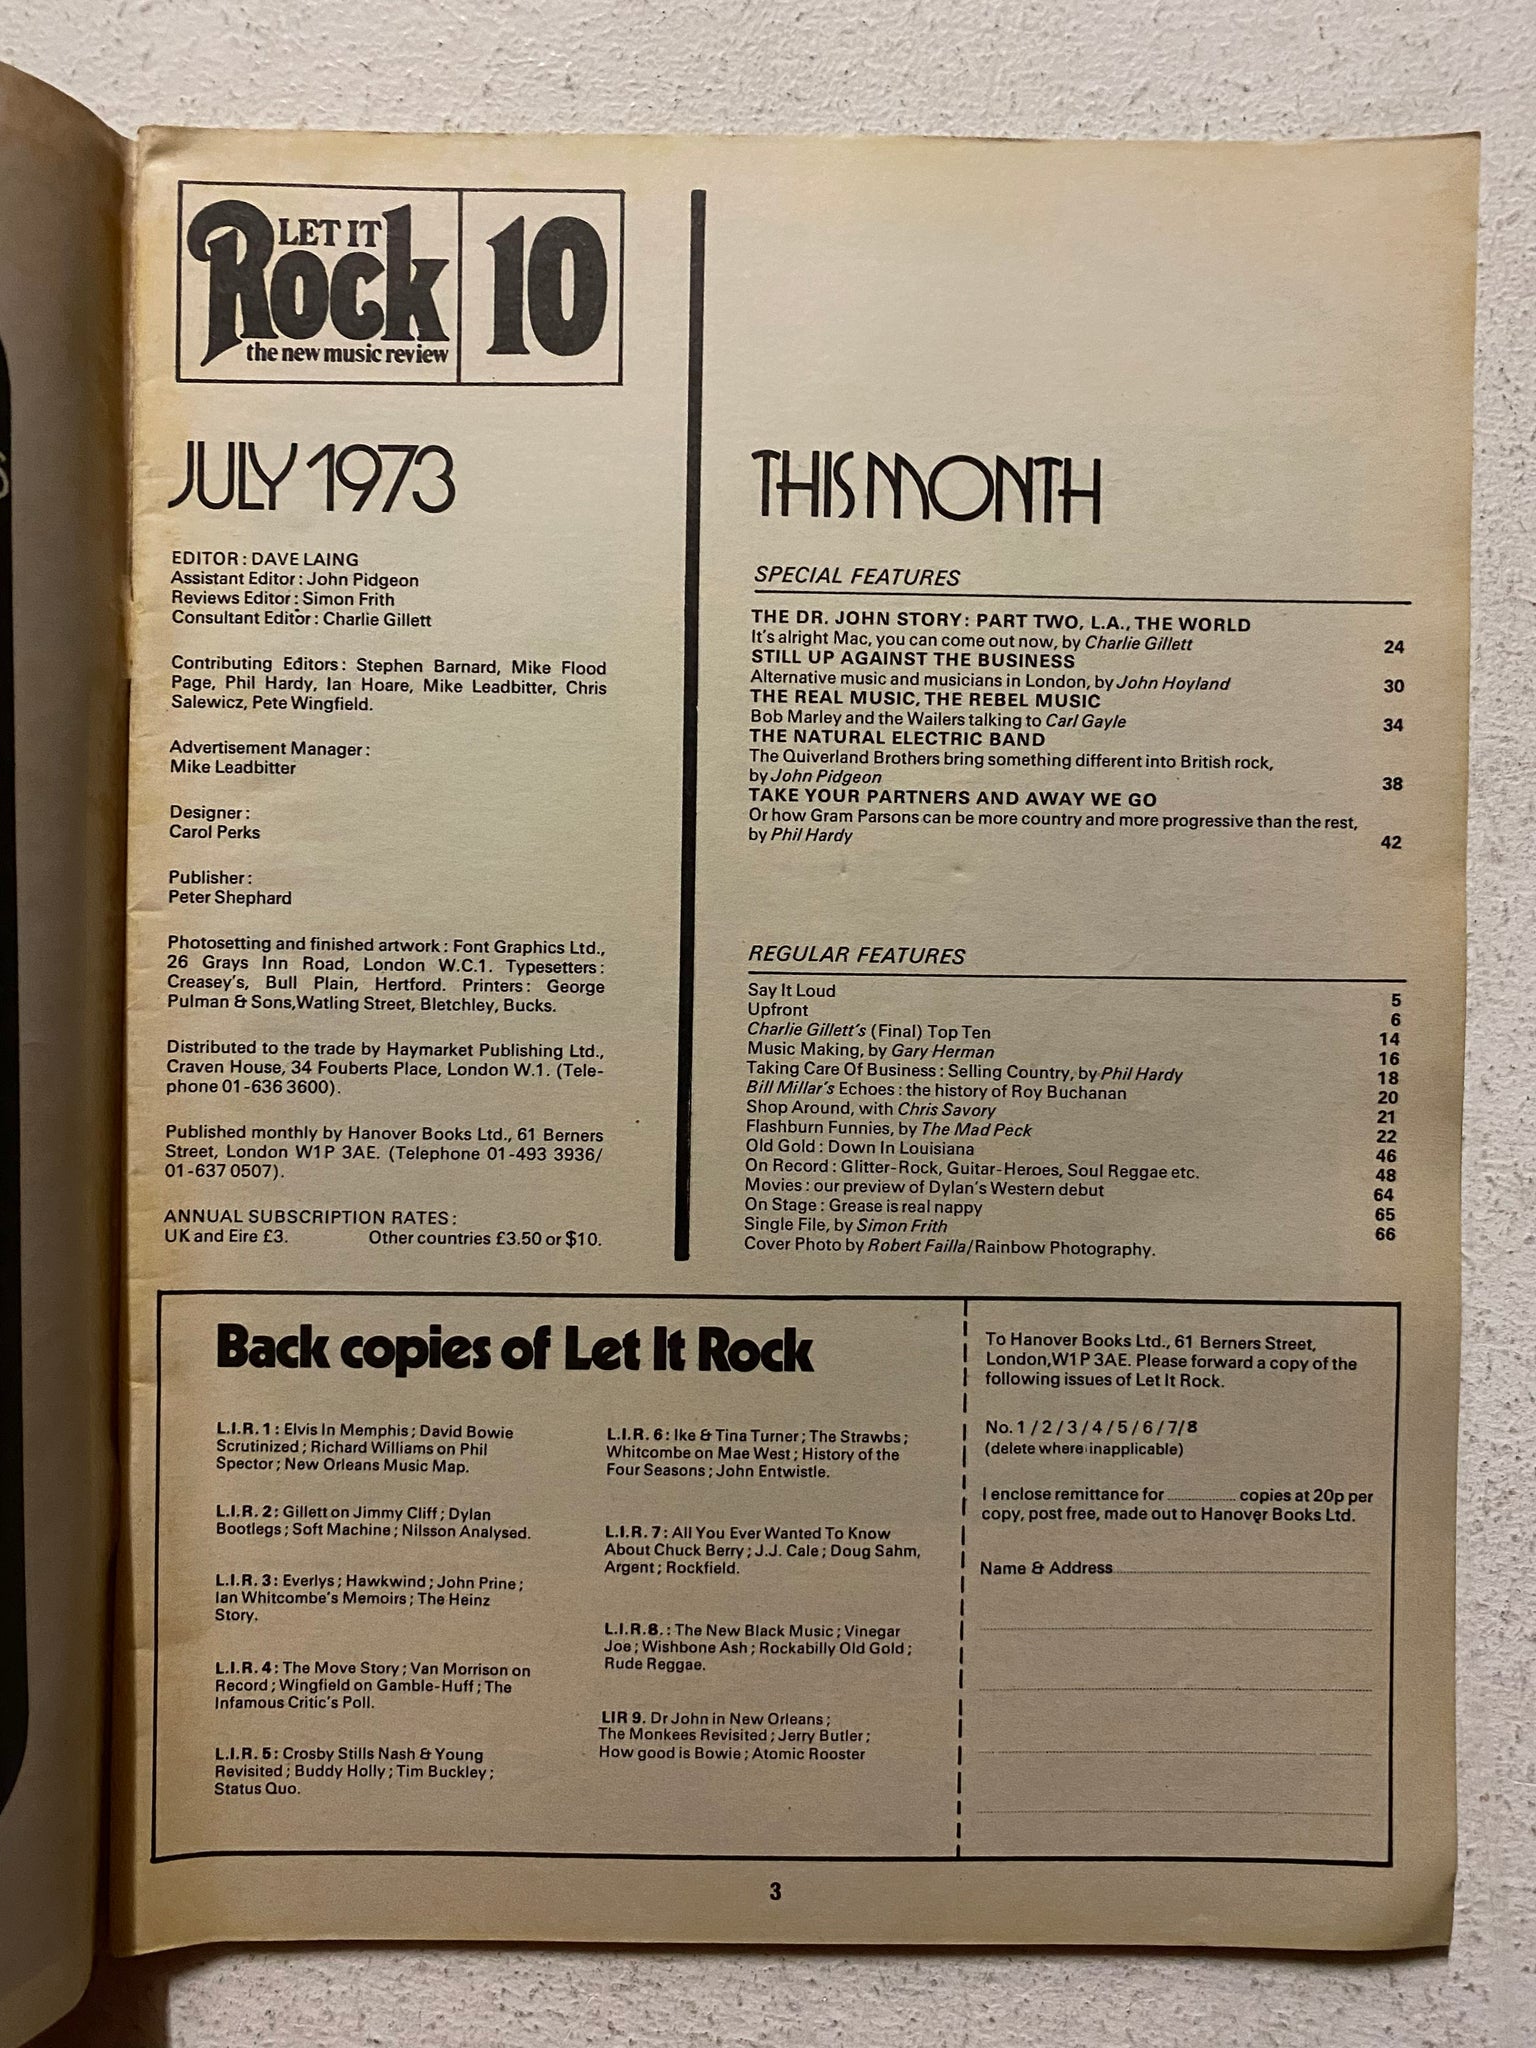 LET IT
Rock
the new music review
10
JULY 1973
EDITOR: DAVE LAING
Assistant Editor: John Pidgeon
Reviews Editor: Simon Frith
Consultant Editor: Charlie Gillett
Contributing Editors: Stephen Barnard, Mike Flood
Page, Phil Hardy, Ian Hoare, Mike Leadbitter, Chris
Salewicz, Pete Wingfield.
Advertisement Manager:
Mike Leadbitter
Designer:
Carol Perks
Publisher:
Peter Shephard
Photosetting and finished artwork: Font Graphics Ltd.,
26 Grays Inn Road, London W.C.1. Typesetters:
Creasey's, Bull Plain, Hertford. Printers: George
Pulman & Sons,Watling Street, Bletchley, Bucks.
Distributed to the trade by Haymarket Publishing Ltd.,
Craven House, 34 Fouberts Place, London W.1. (Tele-
phone 01-636 3600).
Published monthly by Hanover Books Ltd., 61 Berners
Street, London W1P 3AE. (Telephone 01-493 3936/
01-637 0507).
ANNUAL SUBSCRIPTION RATES:
UK and Eire £3. Other countries £3.50 or $10.
THIS MONTH
SPECIAL FEATURES
THE DR. JOHN STORY: PART TWO, L.A., THE WORLD
It's alright Mac, you can come out now, by Charlie Gillett 24
STILL UP AGAINST THE BUSINESS
Alternative music and musicians in London, by John Hoyland 30
THE REAL MUSIC, THE REBEL MUSIC
Bob Marley and the Wailers talking to Carl Gayle 34
THE NATURAL ELECTRIC BAND
The Quiverland Brothers bring something different into British rock,
by John Pidgeon 38
TAKE YOUR PARTNERS AND AWAY WE GO
Or how Gram Parsons can be more country and more progressive than the rest,
by Phil Hardy 42
REGULAR FEATURES
Say It Loud 5
Upfront 6
Charlie Gillett's (Final) Top Ten 14
Music Making, by Gary Herman 16
Taking Care Of Business: Selling Country, by Phil Hardy 18
Bill Millar's Echoes: the history of Roy Buchanan 20
Shop Around, with Chris Savory 21
Flashburn Funnies, by The Mad Peck 22
Old Gold: Down In Louisiana 46
On Record: Glitter-Rock, Guitar-Heroes, Soul Reggae etc. 48
Movies: our preview of Dylan's Western debut 64
On Stage: Grease is real nappy 65
Single File, by Simon Frith 66
Cover Photo by Robert Failla/Rainbow Photography.
Back copies of Let It Rock
L.I.R. 1: Elvis In Memphis; David Bowie
Scrutinized; Richard Williams on Phil
Spector; New Orleans Music Map.
L.I.R. 2: Gillett on Jimmy Cliff; Dylan
Bootlegs; Soft Machine; Nilsson Analysed.
L.I.R. 3: Everlys; Hawkwind; John Prine;
Ian Whitcombe's Memoirs; The Heinz
Story.
L.I.R. 4: The Move Story; Van Morrison on
Record; Wingfield on Gamble-Huff; The
Infamous Critic's Poll.
L.I.R. 5: Crosby Stills Nash & Young
Revisited; Buddy Holly; Tim Buckley;
Status Quo.
L.I.R. 6: Ike & Tina Turner; The Strawbs;
Whitcombe on Mae West; History of the
Four Seasons; John Entwistle.
L.I.R. 7: All You Ever Wanted To Know
About Chuck Berry; J.J. Cale; Doug Sahm,
Argent; Rockfield.
L.I.R.8.: The New Black Music; Vinegar
Joe; Wishbone Ash; Rockabilly Old Gold;
Rude Reggae.
LIR 9. Dr John in New Orleans;
The Monkees Revisited; Jerry Butler;
How good is Bowie; Atomic Rooster
To Hanover Books Ltd., 61 Berners Street,
London,W1P 3AE. Please forward a copy of the
following issues of Let It Rock.
No. 1/2/3/4/5/6/7/8
(delete where inapplicable)
I enclose remittance for ............ copies at 20p per
copy, post free, made out to Hanover Books Ltd.
Name & Address
3